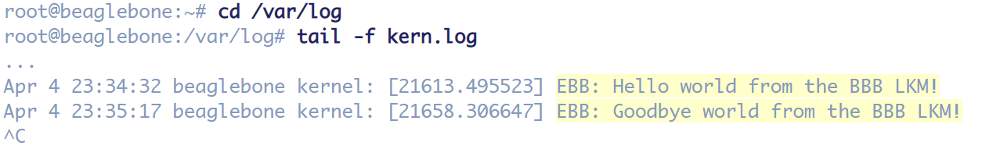 root@beaglebone:~# cd /var/log
root@beaglebone:/var/log# tail -f kern.log
...
Apr 4 23:34:32 beaglebone kernel: [21613.495523] EBB: Hello world from the BBB LKM!
Apr 4 23:35:17 beaglebone kernel: [21658.306647] EBB: Goodbye world from the BBB LKM!
^C